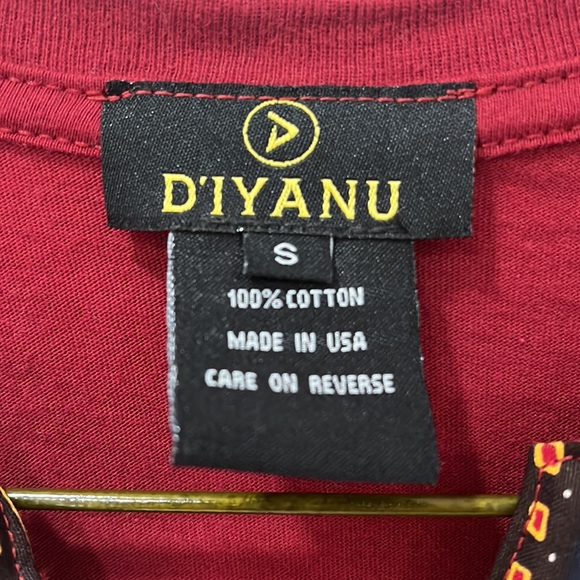 D'IYANU
S
100% COTTON
MADE IN USA
CARE ON REVERSE